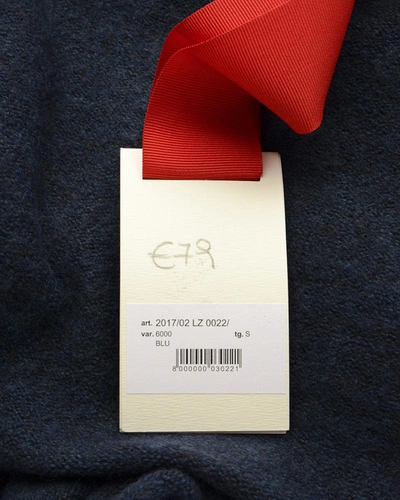 €79
art. 2017/02 LZ 0022/
var. 6000 tg. S
BLU
8 000000 030221